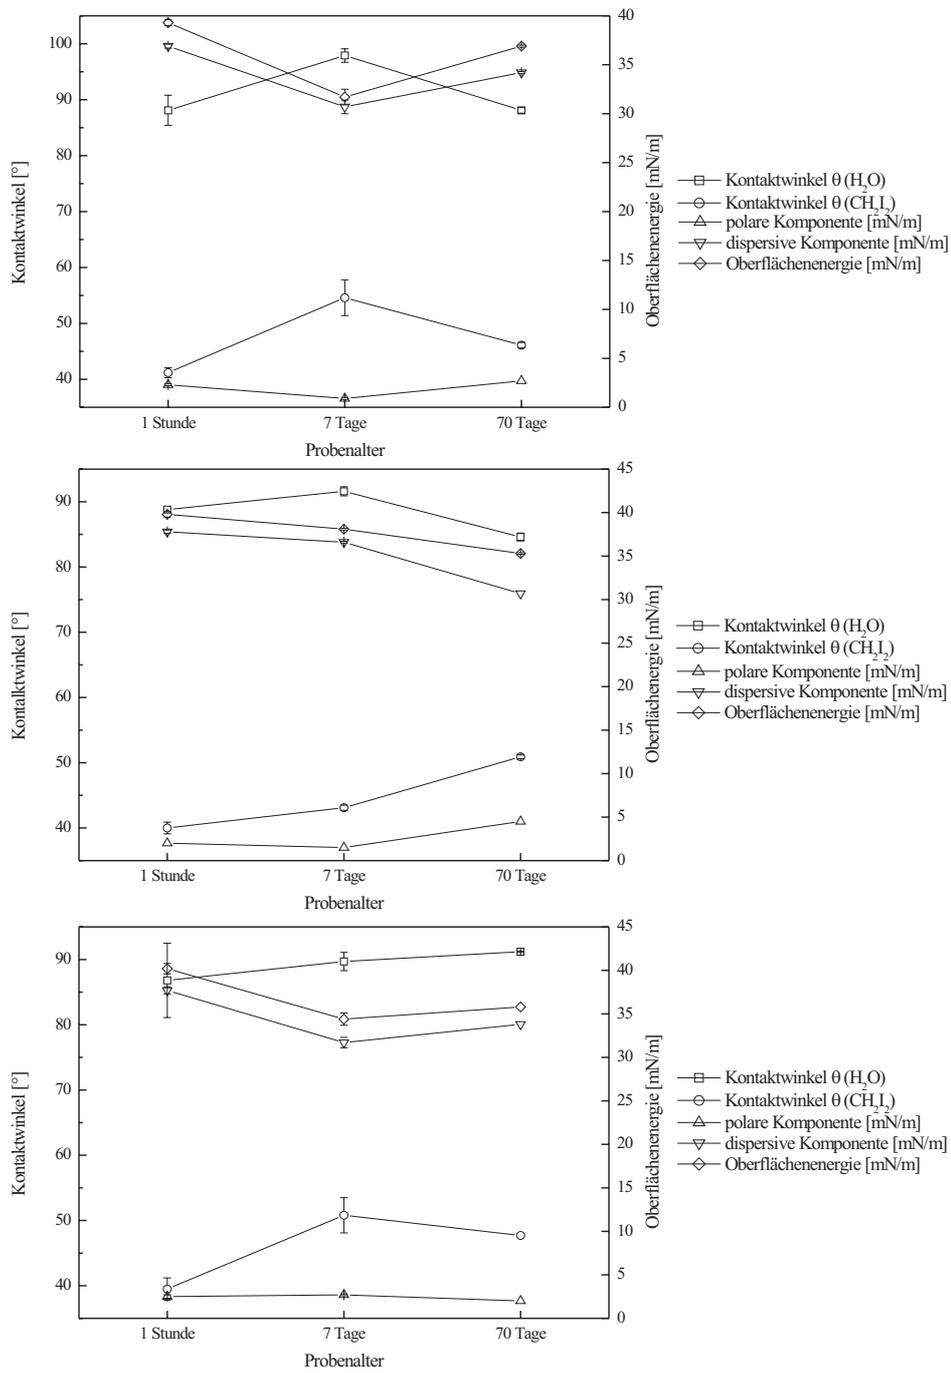 100
90
80
70
60
50
40
Kontaktwinkel [°]
40
35
30
25
20
15
10
5
0
Oberflächenenergie [mN/m]
1 Stunde
7 Tage
70 Tage
Probenalter
Kontaktwinkel θ (H2O)
Kontaktwinkel θ (CH2I2)
polare Komponente [mN/m]
dispersive Komponente [mN/m]
Oberflächenenergie [mN/m]
90
80
70
60
50
40
Kontalktwinkel [°]
45
40
35
30
25
20
15
10
5
0
Oberflächenenergie [mN/m]
1 Stunde
7 Tage
70 Tage
Probenalter
Kontaktwinkel θ (H2O)
Kontaktwinkel θ (CH2I2)
polare Komponente [mN/m]
dispersive Komponente [mN/m]
Oberflächenenergie [mN/m]
90
80
70
60
50
40
Kontaktwinkel [°]
45
40
35
30
25
20
15
10
5
0
Oberflächenenergie [mN/m]
1 Stunde
7 Tage
70 Tage
Probenalter
Kontaktwinkel θ (H2O)
Kontaktwinkel θ (CH2I2)
polare Komponente [mN/m]
dispersive Komponente [mN/m]
Oberflächenenergie [mN/m]